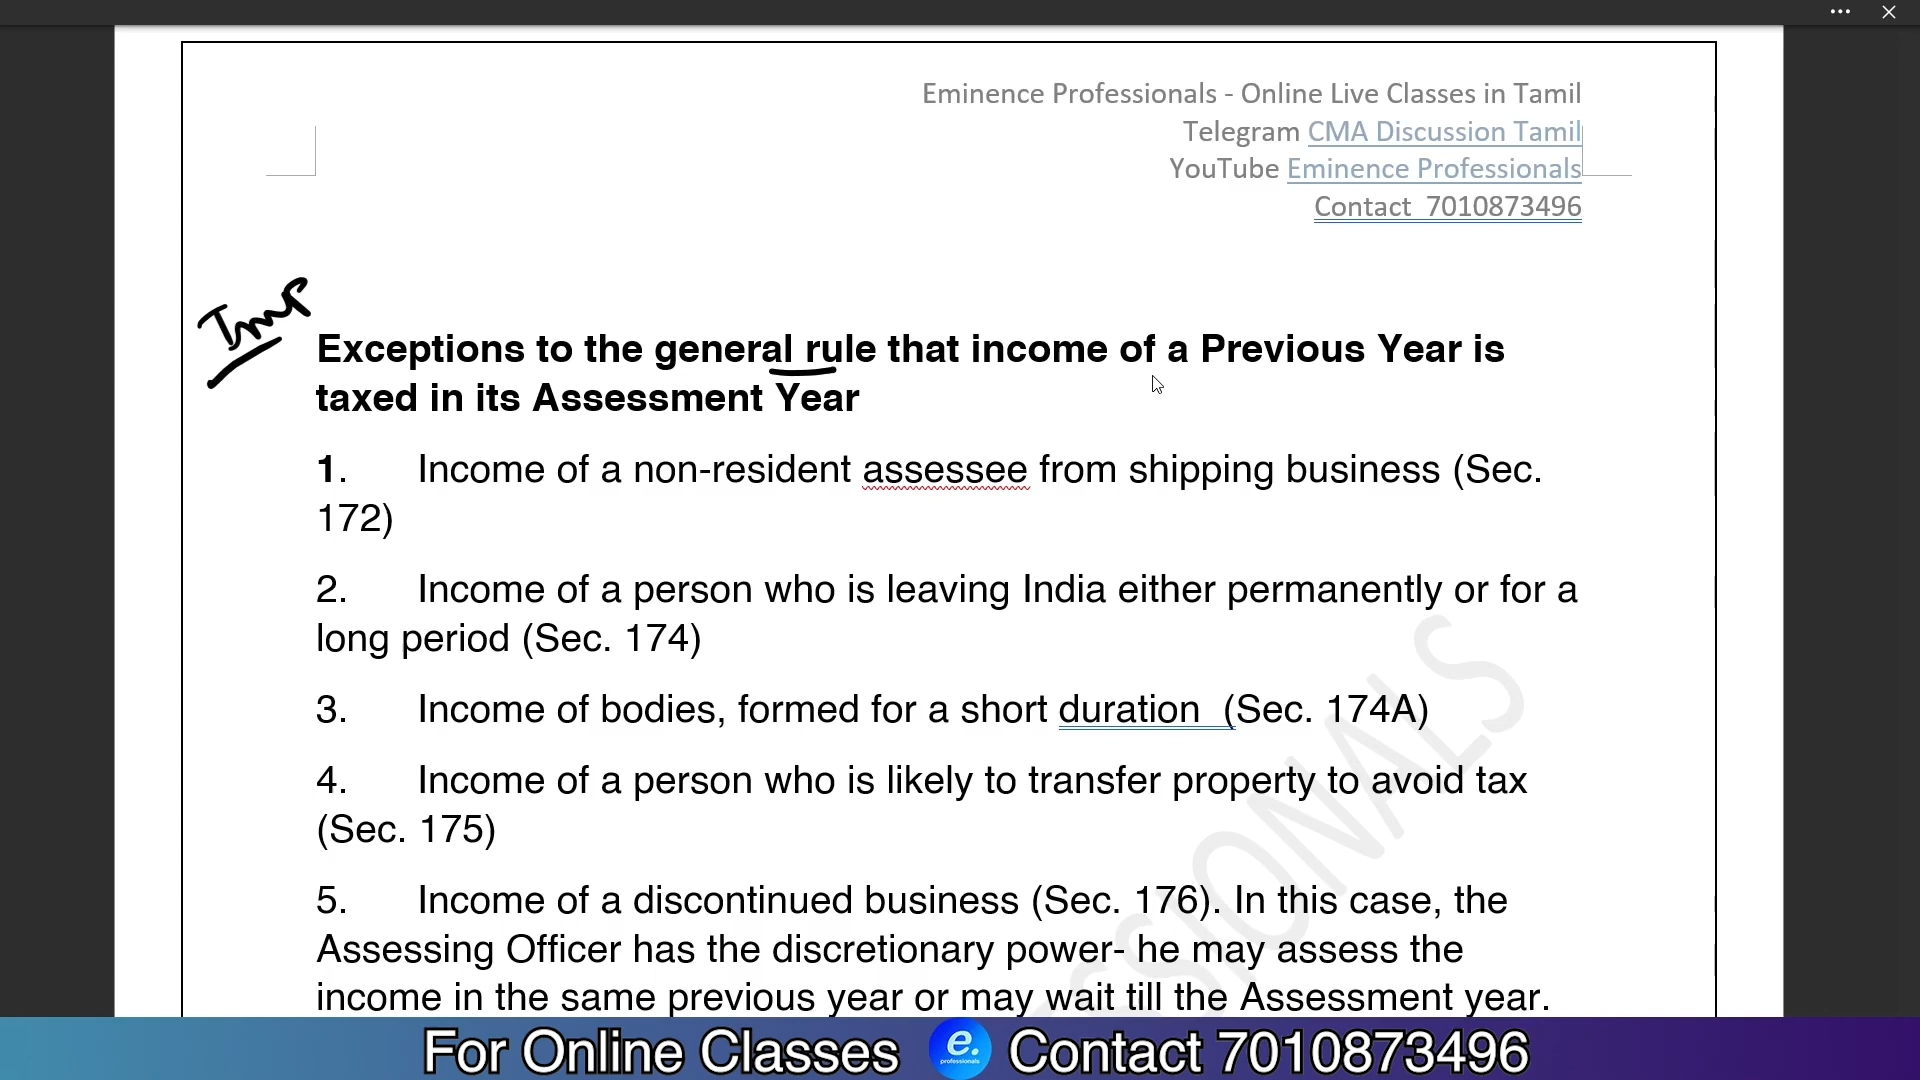 Eminence Professionals - Online Live Classes in Tamil
Telegram CMA Discussion Tamil
YouTube Eminence Professionals
Contact 7010873496
Imp
Exceptions to the general rule that income of a Previous Year is
taxed in its Assessment Year
1. Income of a non-resident assessee from shipping business (Sec.
172)
2. Income of a person who is leaving India either permanently or for a
long period (Sec. 174)
3. Income of bodies, formed for a short duration (Sec. 174A)
4. Income of a person who is likely to transfer property to avoid tax
(Sec. 175)
5. Income of a discontinued business (Sec. 176). In this case, the
Assessing Officer has the discretionary power- he may assess the
income in the same previous year or may wait till the Assessment year.
SSIONALS
For Online Classes e. professionals Contact 7010873496